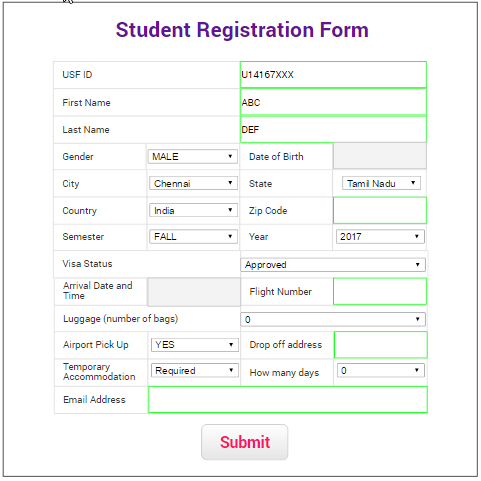 Student Registration Form
USF ID U14167XXX
First Name ABC
Last Name DEF
Gender MALE Date of Birth
City Chennai State Tamil Nadu
Country India Zip Code
Semester FALL Year 2017
Visa Status Approved
Arrival Date and
Time Flight Number
Luggage (number of bags) 0
Airport Pick Up YES Drop off address
Temporary
Accommodation Required How many days 0
Email Address
Submit